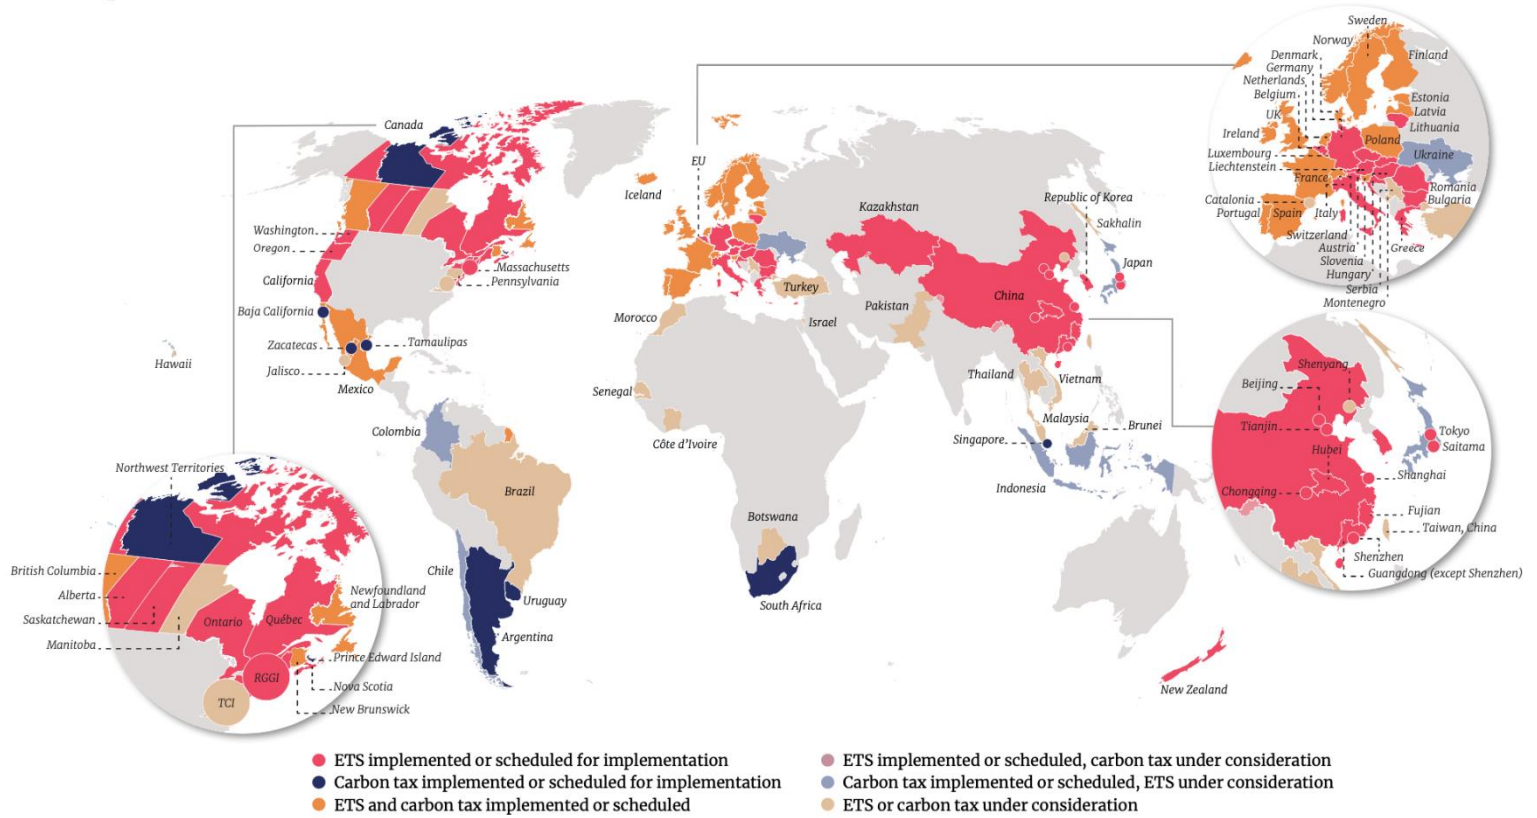 Canada
Washington
Oregon
California
Baja California
Zacatecas
Tamaulipas
Jalisco
Mexico
Massachusetts
Pennsylvania
Hawaii
Colombia
Brazil
Chile
Uruguay
Argentina
Iceland
EU
Kazakhstan
Republic of Korea
Sakhalin
Japan
China
Turkey
Pakistan
Israel
Morocco
Senegal
Côte d'Ivoire
Thailand
Vietnam
Malaysia
Brunei
Singapore
Indonesia
Botswana
South Africa
New Zealand
Sweden
Norway
Finland
Denmark
Germany
Netherlands
Belgium
UK
Ireland
Luxembourg
Liechtenstein
France
Catalonia
Portugal
Spain
Italy
Switzerland
Austria
Slovenia
Hungary
Serbia
Montenegro
Greece
Estonia
Latvia
Lithuania
Poland
Ukraine
Romania
Bulgaria
Shenyang
Beijing
Tianjin
Hubei
Chongqing
Tokyo
Saitama
Shanghai
Fujian
Taiwan, China
Shenzhen
Guangdong (except Shenzhen)
Northwest Territories
British Columbia
Alberta
Saskatchewan
Manitoba
Ontario
Québec
Newfoundland
and Labrador
Prince Edward Island
Nova Scotia
New Brunswick
RGGI
TCI
ETS implemented or scheduled for implementation
Carbon tax implemented or scheduled for implementation
ETS and carbon tax implemented or scheduled
ETS implemented or scheduled, carbon tax under consideration
Carbon tax implemented or scheduled, ETS under consideration
ETS or carbon tax under consideration